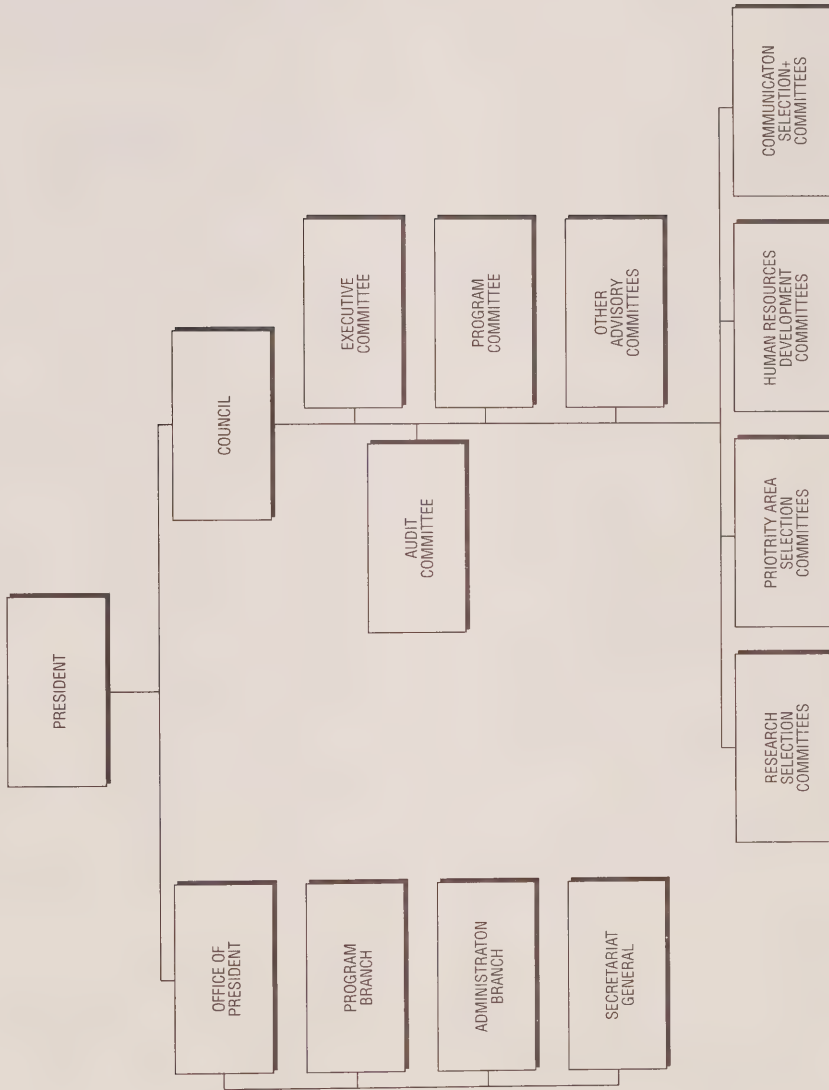 PRESIDENT
OFFICE OF
PRESIDENT
COUNCIL
PROGRAM
BRANCH
EXECUTIVE
COMMITTEE
AUDIT
COMMITTEE
ADMINISTRATON
BRANCH
PROGRAM
COMMITTEE
SECRETARIAT
GENERAL
OTHER
ADVISORY
COMMITTEES
RESEARCH
SELECTION
COMMITTEES
PRIOTRITY AREA
SELECTION
COMMITTEES
HUMAN RESOURCES
DEVELOPMENT
COMMITTEES
COMMUNICATON
SELECTION+
COMMITTEES